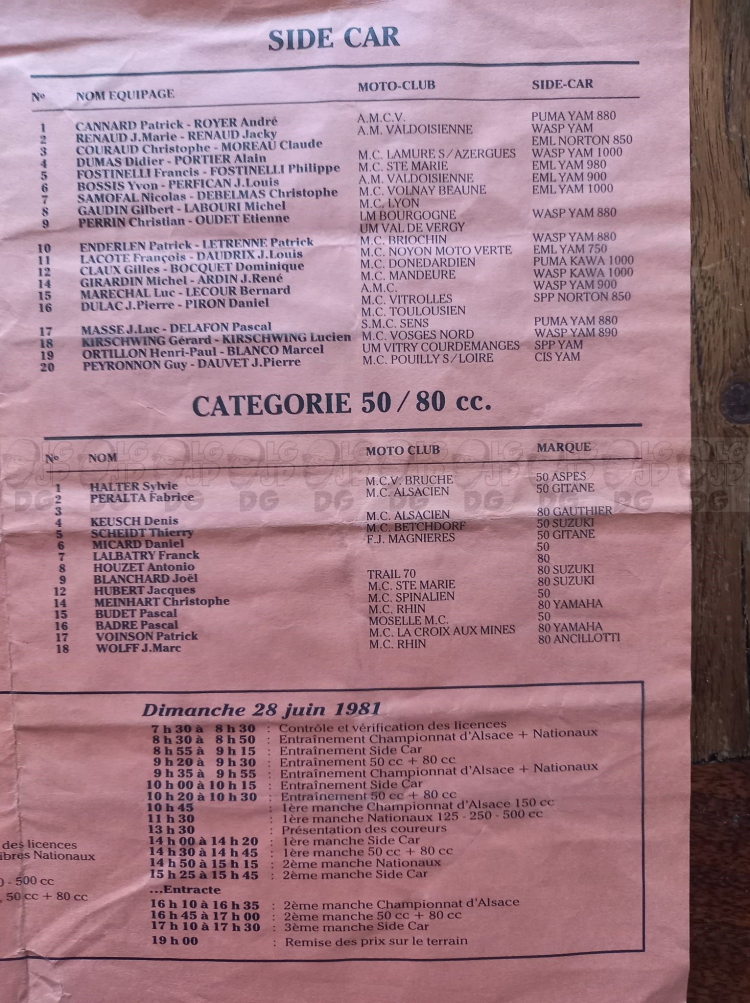 SIDE CAR
Nº NOM EQUIPAGE MOTO-CLUB SIDE-CAR
1 CANNARD Patrick - ROYER André A.M.C.V. PUMA YAM 880
2 RENAUD J.Marie - RENAUD Jacky A.M. VALDOISIENNE WASP YAM
3 COURAUD Christophe - MOREAU Claude EML NORTON 850
4 DUMAS Didier - PORTIER Alain M.C. LAMURE S/AZERGUES WASP YAM 1000
5 FOSTINELLI Francis - FOSTINELLI Philippe M.C. STE MARIE EML YAM 980
6 BOSSIS Yvon - PERFICAN J.Louis A.M. VALDOISIENNE EML YAM 900
7 SAMOFAL Nicolas - DEBELMAS Christophe M.C. VOLNAY BEAUNE EML YAM 1000
8 GAUDIN Gilbert - LABOURI Michel M.C. LYON
9 PERRIN Christian - OUDET Etienne LM BOURGOGNE WASP YAM 880
UM VAL DE VERGY
10 ENDERLEN Patrick - LETRENNE Patrick M.C. BRIOCHIN WASP YAM 880
11 LACOTE François - DAUDRIX J.Louis M.C. NOYON MOTO VERTE EML YAM 750
12 CLAUX Gilles - BOCQUET Dominique M.C. DONEDARDIEN PUMA KAWA 1000
14 GIRARDIN Michel - ARDIN J.René M.C. MANDEURE WASP KAWA 1000
15 MARECHAL Luc - LECOUR Bernard A.M.C. WASP YAM 900
16 DULAC J.Pierre - PIRON Daniel M.C. VITROLLES SPP NORTON 850
M.C. TOULOUSIEN
17 MASSE J.Luc - DELAFON Pascal S.M.C. SENS PUMA YAM 880
18 KIRSCHWING Gérard - KIRSCHWING Lucien M.C. VOSGES NORD WASP YAM 890
19 ORTILLON Henri-Paul - BLANCO Marcel UM VITRY COURDEMANGES SPP YAM
20 PEYRONNON Guy - DAUVET J.Pierre M.C. POUILLY S/LOIRE CIS YAM
CATEGORIE 50 / 80 cc.
Nº NOM MOTO CLUB MARQUE
1 HALTER Sylvie M.C.V. BRUCHE 50 ASPES
2 PERALTA Fabrice M.C. ALSACIEN 50 GITANE
3
4 KEUSCH Denis M.C. ALSACIEN 80 GAUTHIER
5 SCHEIDT Thierry M.C. BETCHDORF 50 SUZUKI
6 MICARD Daniel F.J. MAGNIERES 50 GITANE
7 LALBATRY Franck 50
8 HOUZET Antonio 80
9 BLANCHARD Joël TRAIL 70 80 SUZUKI
12 HUBERT Jacques M.C. STE MARIE 80 SUZUKI
14 MEINHART Christophe M.C. SPINALIEN 50
15 BUDET Pascal M.C. RHIN 80 YAMAHA
16 BADRE Pascal MOSELLE M.C. 50
17 VOINSON Patrick M.C. LA CROIX AUX MINES 80 YAMAHA
18 WOLFF J.Marc M.C. RHIN 80 ANCILLOTTI
Dimanche 28 juin 1981
7 h 30 à 8 h 30 : Contrôle et vérification des licences
8 h 30 à 8 h 50 : Entraînement Championnat d'Alsace + Nationaux
8 h 55 à 9 h 15 : Entraînement Side Car
9 h 20 à 9 h 30 : Entraînement 50 cc + 80 cc
9 h 35 à 9 h 55 : Entraînement Championnat d'Alsace + Nationaux
10 h 00 à 10 h 15 : Entraînement Side Car
10 h 20 à 10 h 30 : Entraînement 50 cc + 80 cc
10 h 45 : 1ère manche Championnat d'Alsace 150 cc
11 h 30 : 1ère manche Nationaux 125 - 250 - 500 cc
13 h 30 : Présentation des coureurs
14 h 00 à 14 h 20 : 1ère manche Side Car
14 h 30 à 14 h 45 : 1ère manche 50 cc + 80 cc
14 h 50 à 15 h 15 : 2ème manche Nationaux
15 h 25 à 15 h 45 : 2ème manche Side Car
...Entracte
16 h 10 à 16 h 35 : 2ème manche Championnat d'Alsace
16 h 45 à 17 h 00 : 2ème manche 50 cc + 80 cc
17 h 10 à 17 h 30 : 3ème manche Side Car
19 h 00 : Remise des prix sur le terrain
des licences
ibres Nationaux
- 500 cc
, 50 cc + 80 cc
DG DG DG DG DG DG DG